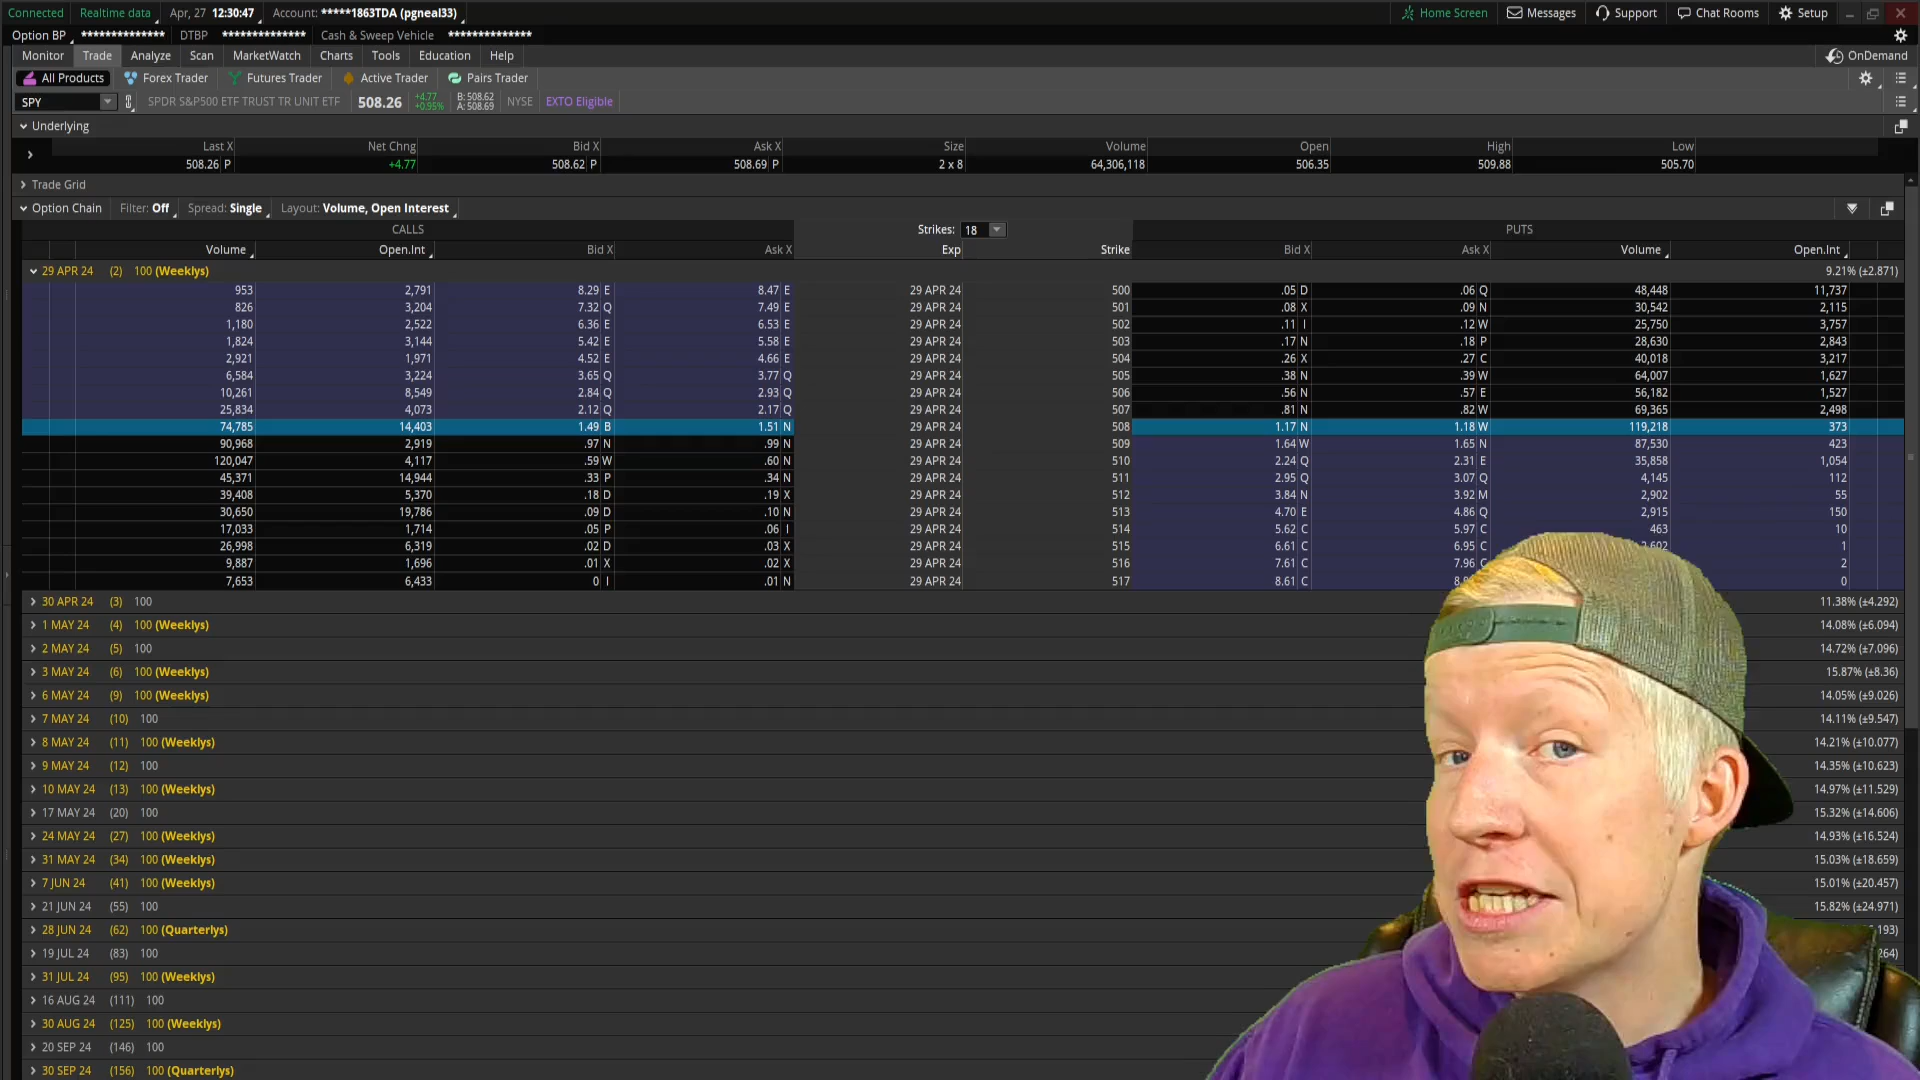 Connected Realtime data Apr, 27 12:30:47 Account: *****1863TDA (pgneal33) Home Screen Messages Support Chat Rooms Setup
Option BP ************** DTBP ************** Cash & Sweep Vehicle **************
Monitor Trade Analyze Scan MarketWatch Charts Tools Education Help OnDemand
All Products Forex Trader Futures Trader Active Trader Pairs Trader
SPY SPDR S&P500 ETF TRUST TR UNIT ETF 508.26 +4.77 +0.95% B: 508.62 A: 508.69 NYSE EXTO Eligible
Underlying
Last X Net Chng Bid X Ask X Size Volume Open High Low
508.26 P +4.77 508.62 P 508.69 P 2 x 8 64,306,118 506.35 509.88 505.70
Trade Grid
Option Chain Filter: Off Spread: Single Layout: Volume, Open Interest
CALLS Strikes: 18 PUTS
Volume Open.Int Bid X Ask X Exp Strike Bid X Ask X Volume Open.Int
29 APR 24 (2) 100 (Weeklys) 9.21% (±2.871)
953 2,791 8.29 E 8.47 E 29 APR 24 500 .05 D .06 Q 48,448 11,737
826 3,204 7.32 Q 7.49 E 29 APR 24 501 .08 X .09 N 30,542 2,115
1,180 2,522 6.36 E 6.53 E 29 APR 24 502 .11 I .12 W 25,750 3,757
1,824 3,144 5.42 E 5.58 E 29 APR 24 503 .17 N .18 P 28,630 2,843
2,921 1,971 4.52 E 4.66 E 29 APR 24 504 .26 X .27 C 40,018 3,217
6,584 3,224 3.65 Q 3.77 Q 29 APR 24 505 .38 N .39 W 64,007 1,627
10,261 8,549 2.84 Q 2.93 Q 29 APR 24 506 .56 N .57 E 56,182 1,527
25,834 4,073 2.12 Q 2.17 Q 29 APR 24 507 .81 N .82 W 69,365 2,498
74,785 14,403 1.49 B 1.51 N 29 APR 24 508 1.17 N 1.18 W 119,218 373
90,968 2,919 .97 N .99 N 29 APR 24 509 1.64 W 1.65 N 87,530 423
120,047 4,117 .59 W .60 N 29 APR 24 510 2.24 Q 2.31 E 35,858 1,054
45,371 14,944 .33 P .34 N 29 APR 24 511 2.95 Q 3.07 Q 4,145 112
39,408 5,370 .18 D .19 X 29 APR 24 512 3.84 N 3.92 M 2,902 55
30,650 19,786 .09 D .10 N 29 APR 24 513 4.70 E 4.86 Q 2,915 150
17,033 1,714 .05 P .06 I 29 APR 24 514 5.62 C 5.97 C 463 10
26,998 6,319 .02 D .03 X 29 APR 24 515 6.61 C 6.95 C 1
9,887 1,696 .01 X .02 X 29 APR 24 516 7.61 C 7.96 2
7,653 6,433 0 I .01 N 29 APR 24 517 8.61 C 0
30 APR 24 (3) 100 11.38% (±4.292)
1 MAY 24 (4) 100 (Weeklys) 14.08% (±6.094)
2 MAY 24 (5) 100 14.72% (±7.096)
3 MAY 24 (6) 100 (Weeklys) 15.87% (±8.36)
6 MAY 24 (9) 100 (Weeklys) 14.05% (±9.026)
7 MAY 24 (10) 100 14.11% (±9.547)
8 MAY 24 (11) 100 (Weeklys) 14.21% (±10.077)
9 MAY 24 (12) 100 14.35% (±10.623)
10 MAY 24 (13) 100 (Weeklys) 14.97% (±11.529)
17 MAY 24 (20) 100 15.32% (±14.606)
24 MAY 24 (27) 100 (Weeklys) 14.93% (±16.524)
31 MAY 24 (34) 100 (Weeklys) 15.03% (±18.659)
7 JUN 24 (41) 100 (Weeklys) 15.01% (±20.457)
21 JUN 24 (55) 100 15.82% (±24.971)
28 JUN 24 (62) 100 (Quarterlys) .193)
19 JUL 24 (83) 100 264)
31 JUL 24 (95) 100 (Weeklys)
16 AUG 24 (111) 100
30 AUG 24 (125) 100 (Weeklys)
20 SEP 24 (146) 100
30 SEP 24 (156) 100 (Quarterlys)